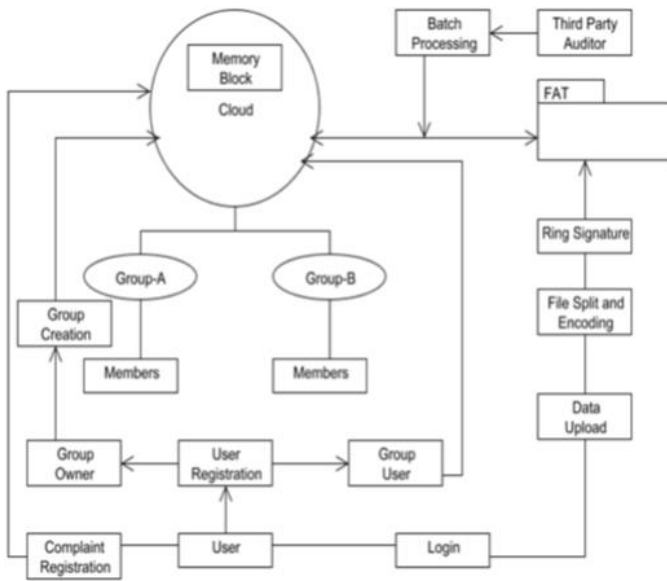 Batch
Processing
Third Party
Auditor
Memory
Block
Cloud
FAT
Ring Signature
Group-A
Group-B
File Split and
Encoding
Group
Creation
Members
Members
Data
Upload
Group
Owner
User
Registration
Group
User
Complaint
Registration
User
Login